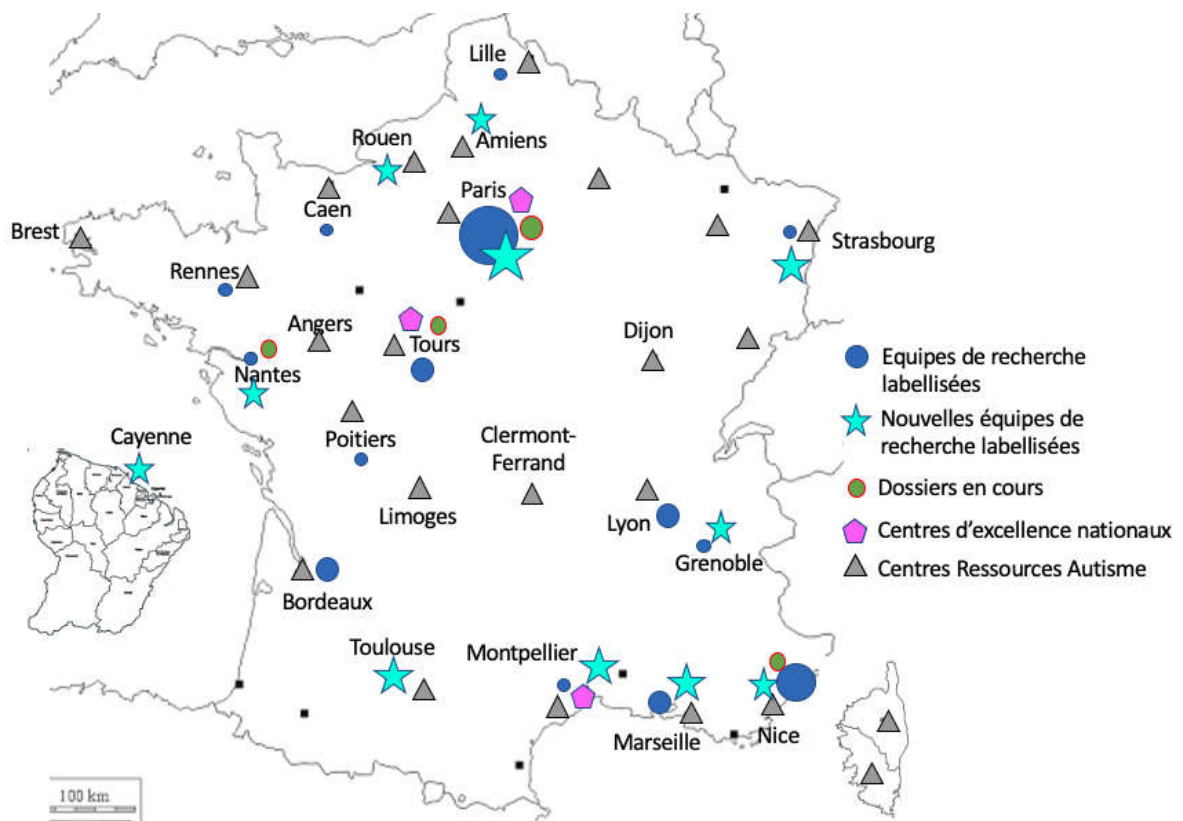 Lille
Rouen
Amiens
Paris
Caen
Brest
Strasbourg
Rennes
Angers
Dijon
Tours
Nantes
Equipes de recherche
labellisées
Nouvelles équipes de
recherche labellisées
Cayenne
Poitiers
Clermont-
Ferrand
Dossiers en cours
Limoges
Lyon
Centres d'excellence nationaux
Grenoble
Centres Ressources Autisme
Bordeaux
Toulouse
Montpellier
Marseille
Nice
100 km